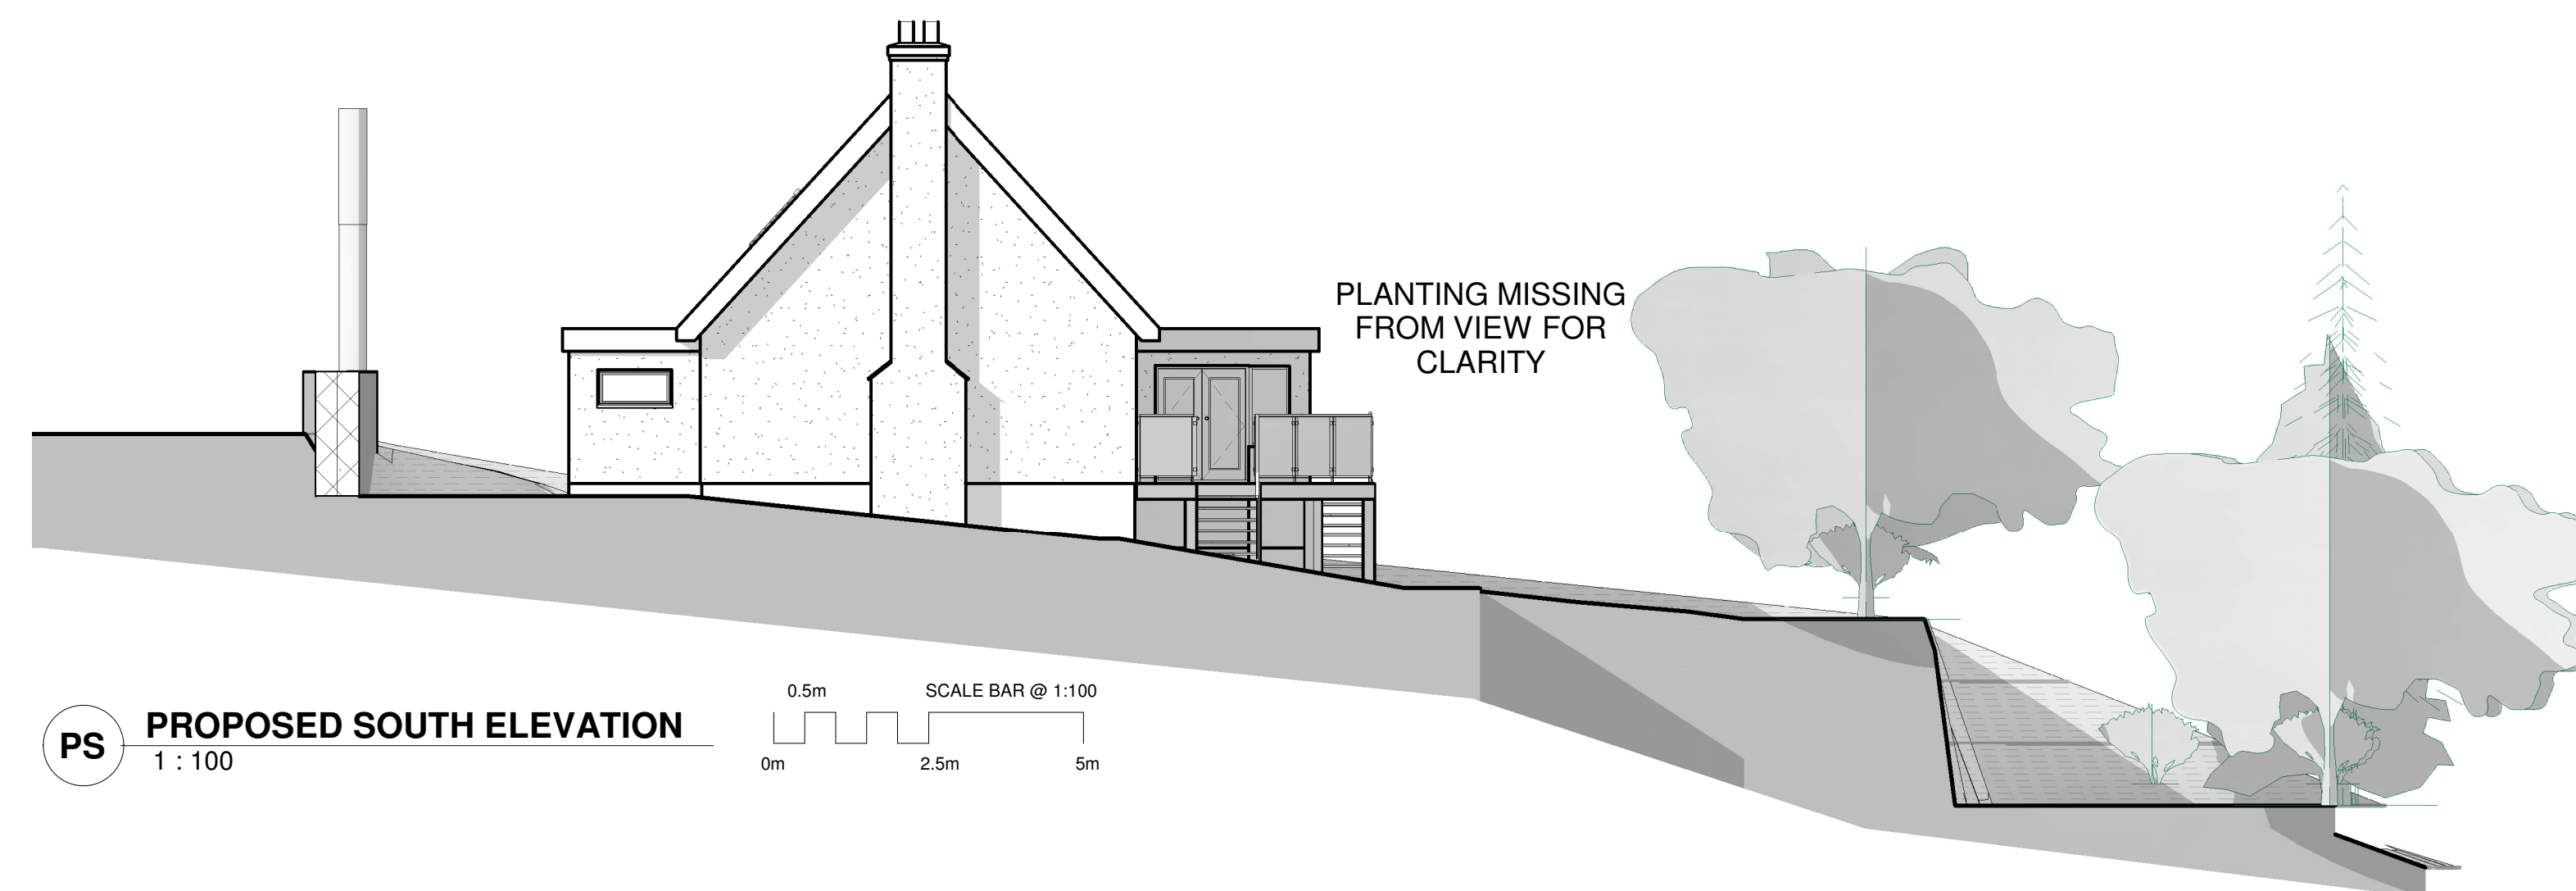 PLANTING MISSING
FROM VIEW FOR
CLARITY
PS
PROPOSED SOUTH ELEVATION
1 : 100
0.5m
SCALE BAR @ 1:100
0m
2.5m
5m